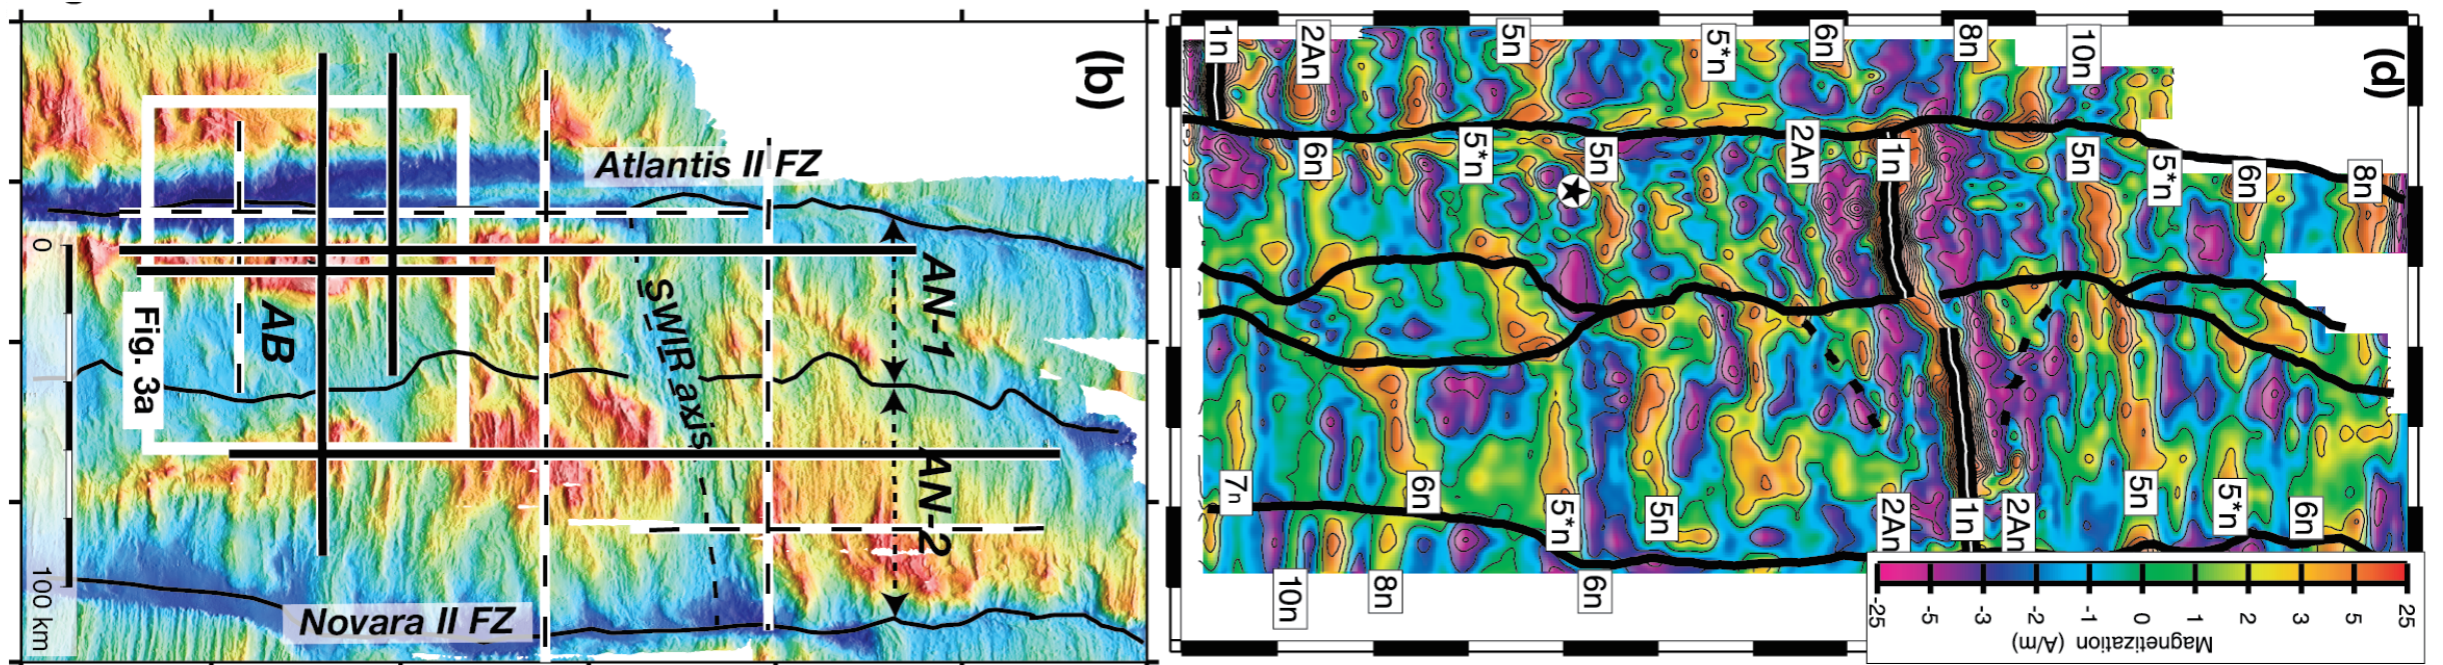 (b)
Atlantis II FZ
AN-1
SWIR axis
AB
Fig. 3a
AN-2
Novara II FZ
0
100 km
(d)
1n
2An
5n
5*n
6n
8n
10n
6n
5*n
5n
2An
1n
5n
5*n
6n
8n
7n
6n
5*n
5n
2An
1n
2An
5n
5*n
6n
10n
8n
6n
-25
-5
-3
-2
-1
0
1
2
3
5
25
Magnetization (A/m)